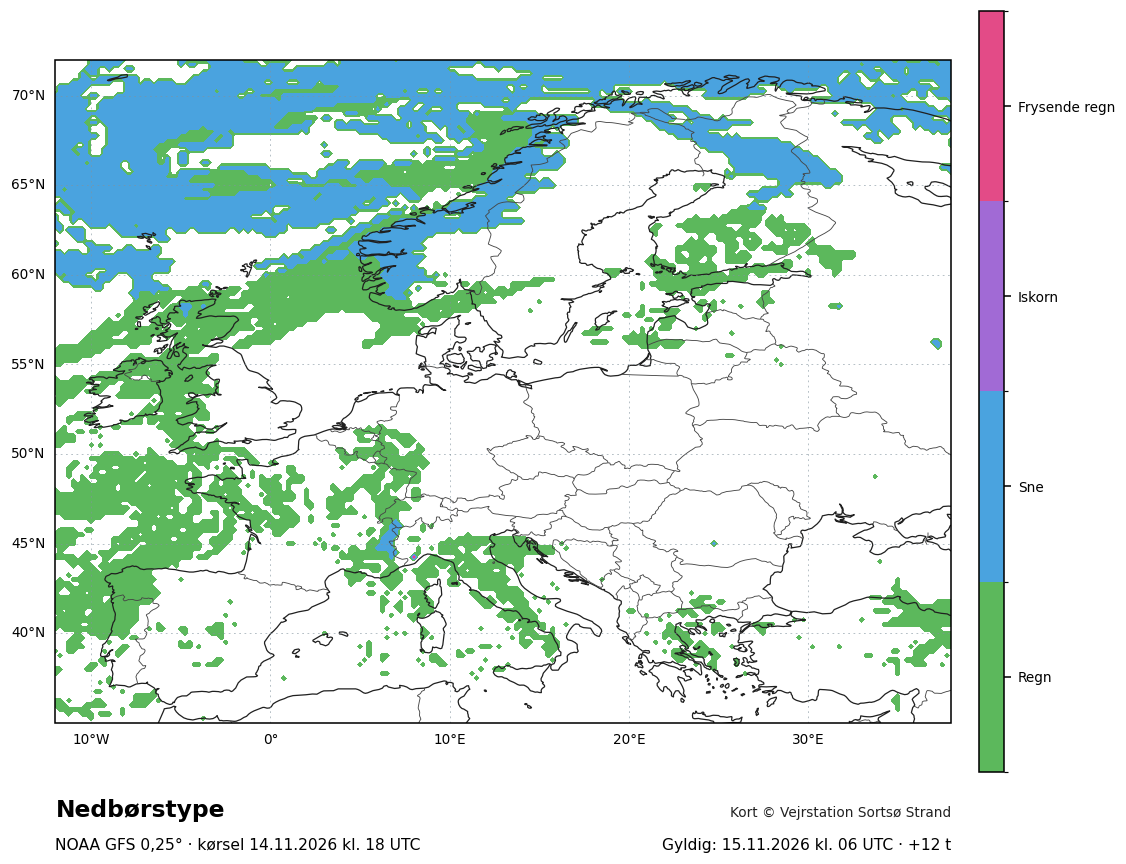 Frysende regn
Iskorn
Sne
Regn
70°N
65°N
60°N
55°N
50°N
45°N
40°N
10°W
0°
10°E
20°E
30°E
Nedbørstype
Kort © Vejrstation Sortsø Strand
NOAA GFS 0,25° · kørsel 14.11.2026 kl. 18 UTC
Gyldig: 15.11.2026 kl. 06 UTC · +12 t